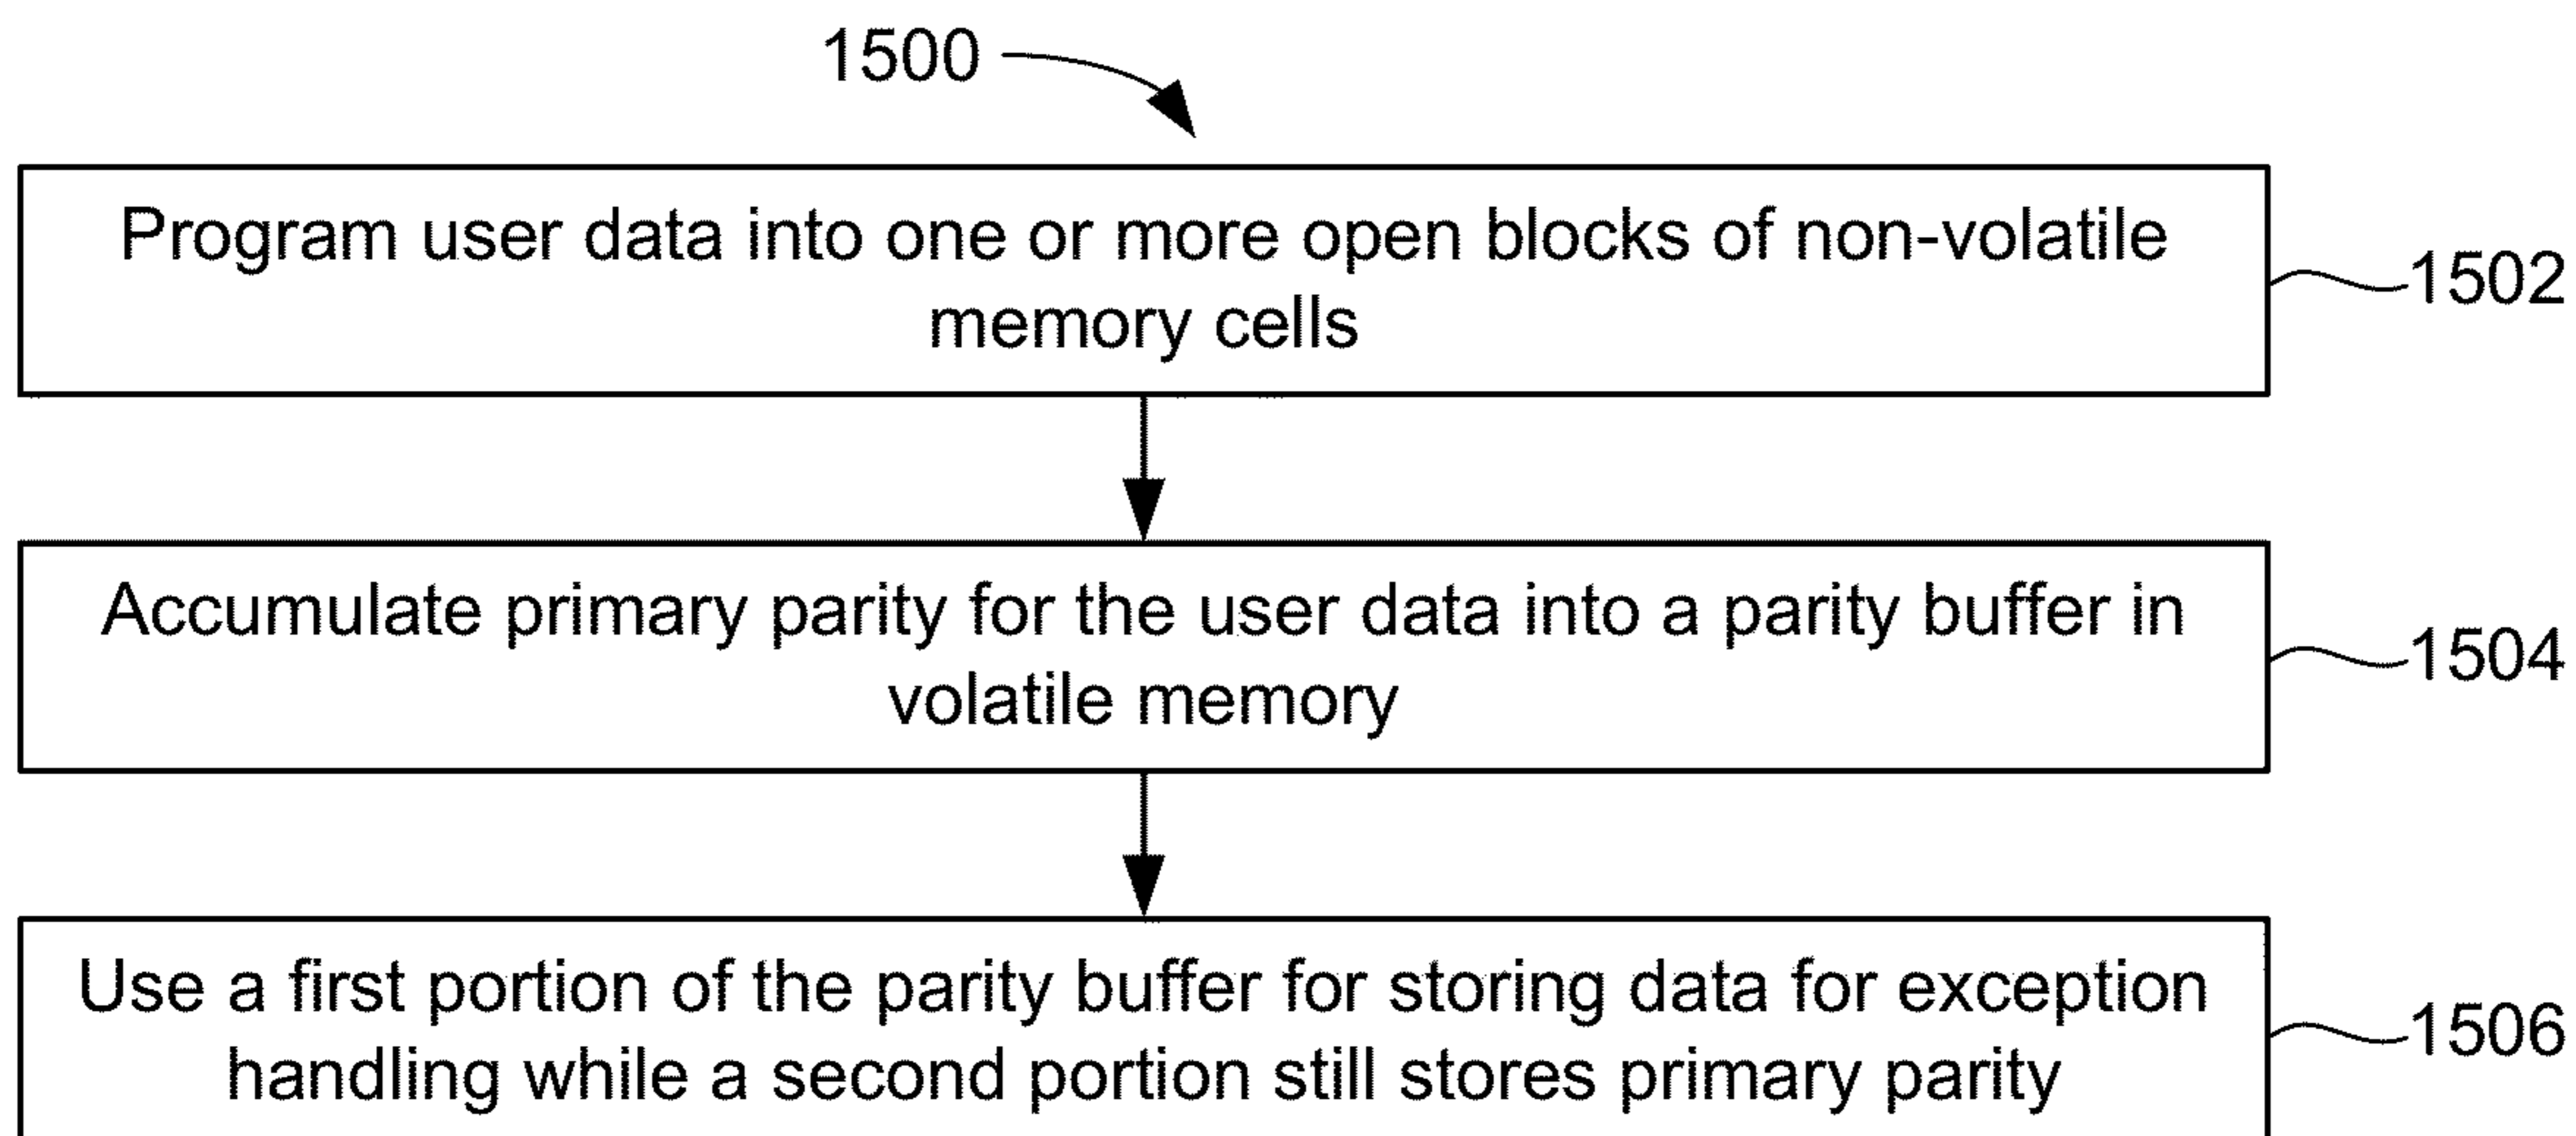 1500
Program user data into one or more open blocks of non-volatile
memory cells
1502
Accumulate primary parity for the user data into a parity buffer in
volatile memory
1504
Use a first portion of the parity buffer for storing data for exception
handling while a second portion still stores primary parity
1506